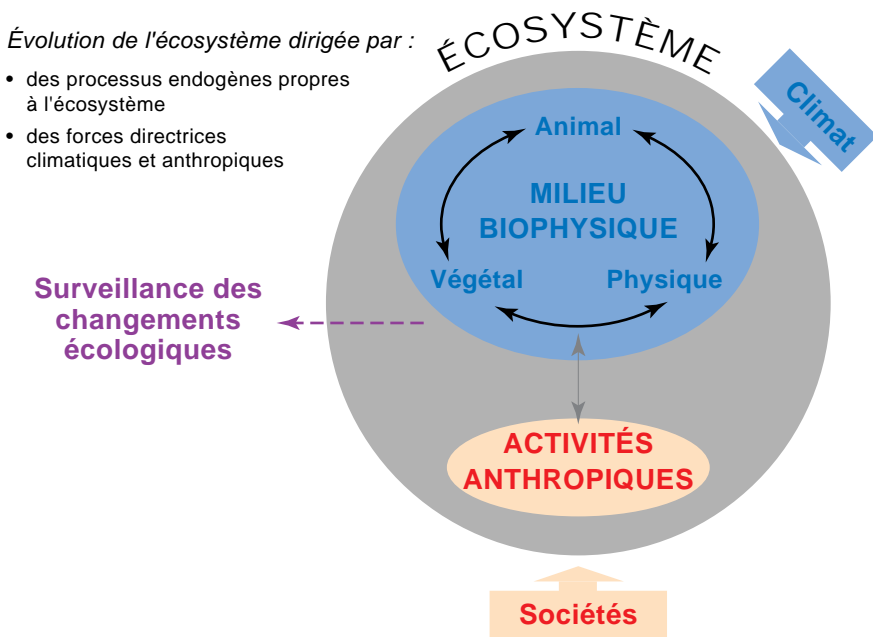 Évolution de l'écosystème dirigée par :
• des processus endogènes propres
à l'écosystème
• des forces directrices
climatiques et anthropiques
ÉCOSYSTÈME
Climat
Animal
MILIEU
BIOPHYSIQUE
Végétal
Physique
Surveillance des
changements
écologiques
ACTIVITÉS
ANTHROPIQUES
Sociétés